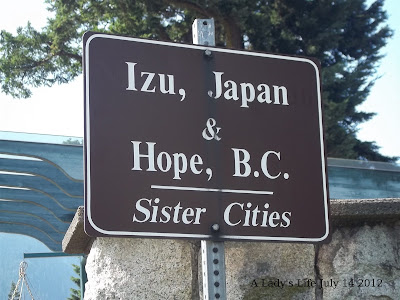 Izu, Japan
&
Hope, B.C.
Sister Cities
A Lady's Life July 14 2012